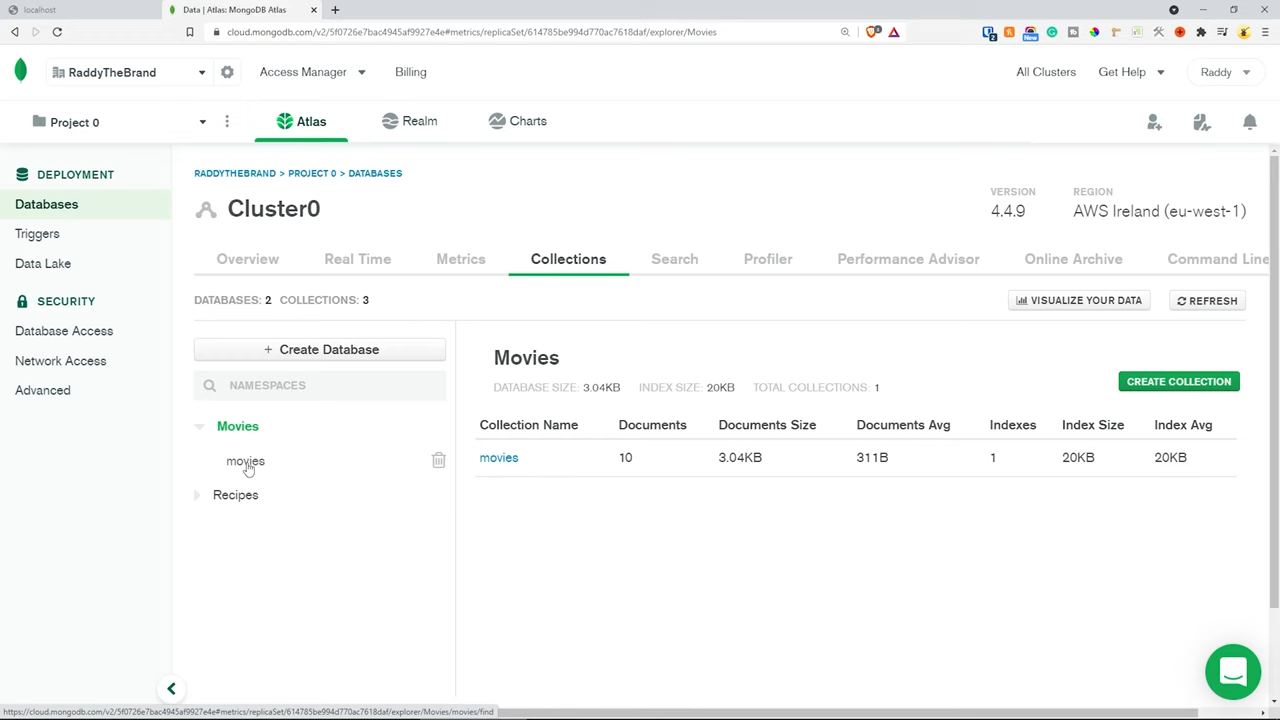 localhost
Data | Atlas: MongoDB Atlas
cloud.mongodb.com/v2/5f0726e7bac4945af9927e4e#metrics/replicaSet/614785be994d770ac7618daf/explorer/Movies
RaddyTheBrand
Access Manager
Billing
All Clusters
Get Help
Raddy
Project 0
Atlas
Realm
Charts
DEPLOYMENT
Databases
Triggers
Data Lake
SECURITY
Database Access
Network Access
Advanced
RADDYTHEBRAND > PROJECT 0 > DATABASES
Cluster0
VERSION
4.4.9
REGION
AWS Ireland (eu-west-1)
Overview
Real Time
Metrics
Collections
Search
Profiler
Performance Advisor
Online Archive
Command Line
DATABASES: 2 COLLECTIONS: 3
VISUALIZE YOUR DATA
REFRESH
+ Create Database
NAMESPACES
Movies
movies
Recipes
Movies
DATABASE SIZE: 3.04KB INDEX SIZE: 20KB TOTAL COLLECTIONS: 1
CREATE COLLECTION
Collection Name Documents Documents Size Documents Avg Indexes Index Size Index Avg
movies 10 3.04KB 311B 1 20KB 20KB
https://cloud.mongodb.com/v2/5f0726e7bac4945af9927e4e#metrics/replicaSet/614785be994d770ac7618daf/explorer/Movies/movies/find